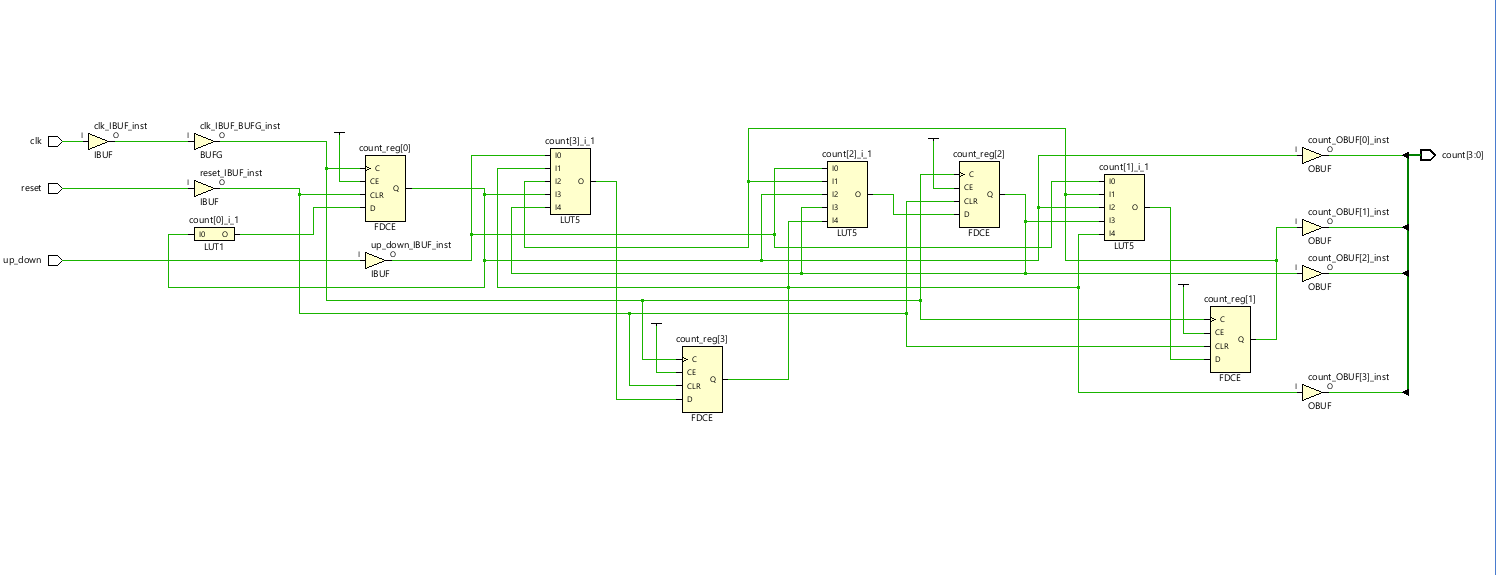 clk
clk_IBUF_inst
I
O
IBUF
clk_IBUF_BUFG_inst
I
O
BUFG
reset
reset_IBUF_inst
I
O
IBUF
count[0]_i_1
I0
O
LUT1
up_down
up_down_IBUF_inst
I
O
IBUF
count_reg[0]
C
CE
CLR
D
Q
FDCE
count[3]_i_1
I0
I1
I2
I3
I4
O
LUT5
count_reg[3]
C
CE
CLR
D
Q
FDCE
count[2]_i_1
I0
I1
I2
I3
I4
O
LUT5
count_reg[2]
C
CE
CLR
D
Q
FDCE
count[1]_i_1
I0
I1
I2
I3
I4
O
LUT5
count_reg[1]
C
CE
CLR
D
Q
FDCE
count_OBUF[0]_inst
I
O
OBUF
count_OBUF[1]_inst
I
O
OBUF
count_OBUF[2]_inst
I
O
OBUF
count_OBUF[3]_inst
I
O
OBUF
count[3:0]